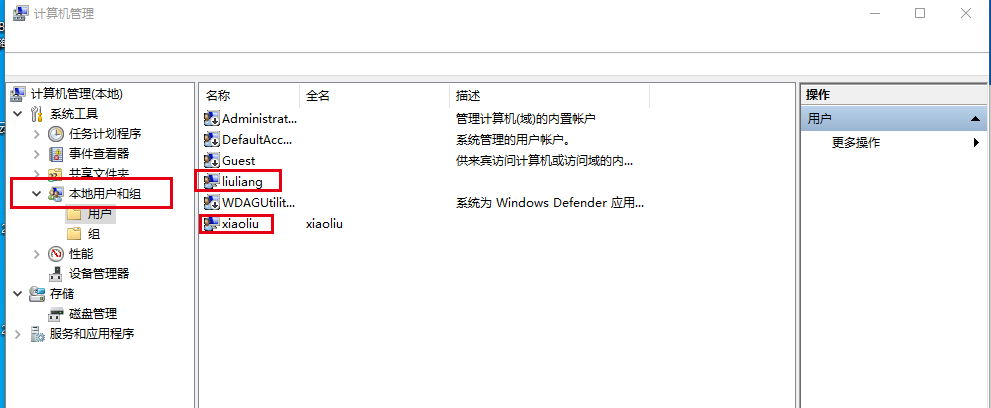 计算机管理
计算机管理(本地)
系统工具
任务计划程序
事件查看器
共享文件夹
本地用户和组
用户
组
性能
设备管理器
存储
磁盘管理
服务和应用程序
名称 全名 描述
Administrat... 管理计算机(域)的内置帐户
DefaultAcc... 系统管理的用户帐户。
Guest 供来宾访问计算机或访问域的内...
liuliang
WDAGUtilit... 系统为 Windows Defender 应用...
xiaoliu xiaoliu
操作
用户
更多操作